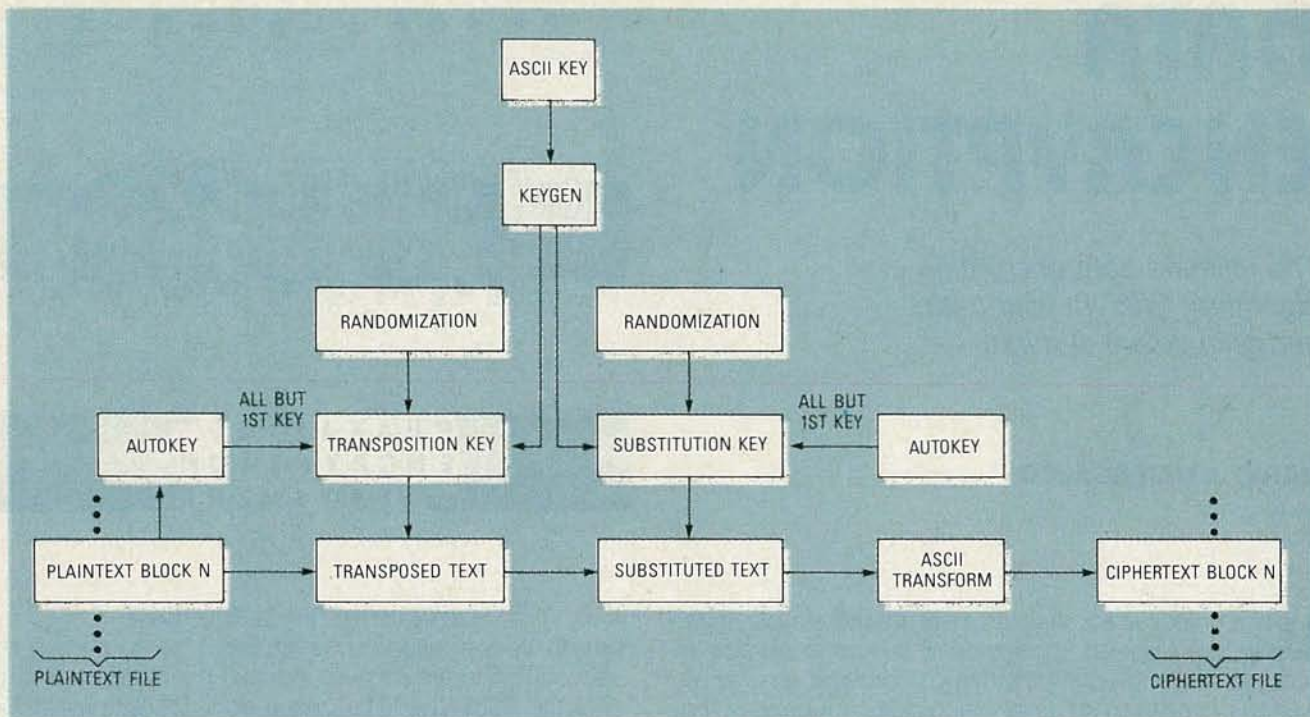 ASCII KEY
KEYGEN
RANDOMIZATION
RANDOMIZATION
ALL BUT
1ST KEY
ALL BUT
1ST KEY
AUTOKEY
TRANSPOSITION KEY
SUBSTITUTION KEY
AUTOKEY
PLAINTEXT BLOCK N
TRANSPOSED TEXT
SUBSTITUTED TEXT
ASCII
TRANSFORM
CIPHERTEXT BLOCK N
PLAINTEXT FILE
CIPHERTEXT FILE